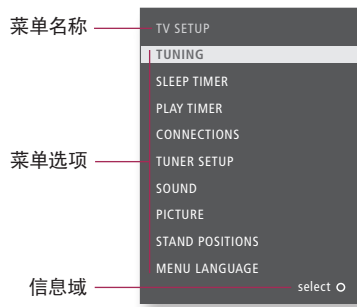 菜单名称
TV SETUP
TUNING
SLEEP TIMER
PLAY TIMER
CONNECTIONS
菜单选项
TUNER SETUP
SOUND
PICTURE
STAND POSITIONS
MENU LANGUAGE
信息域
select